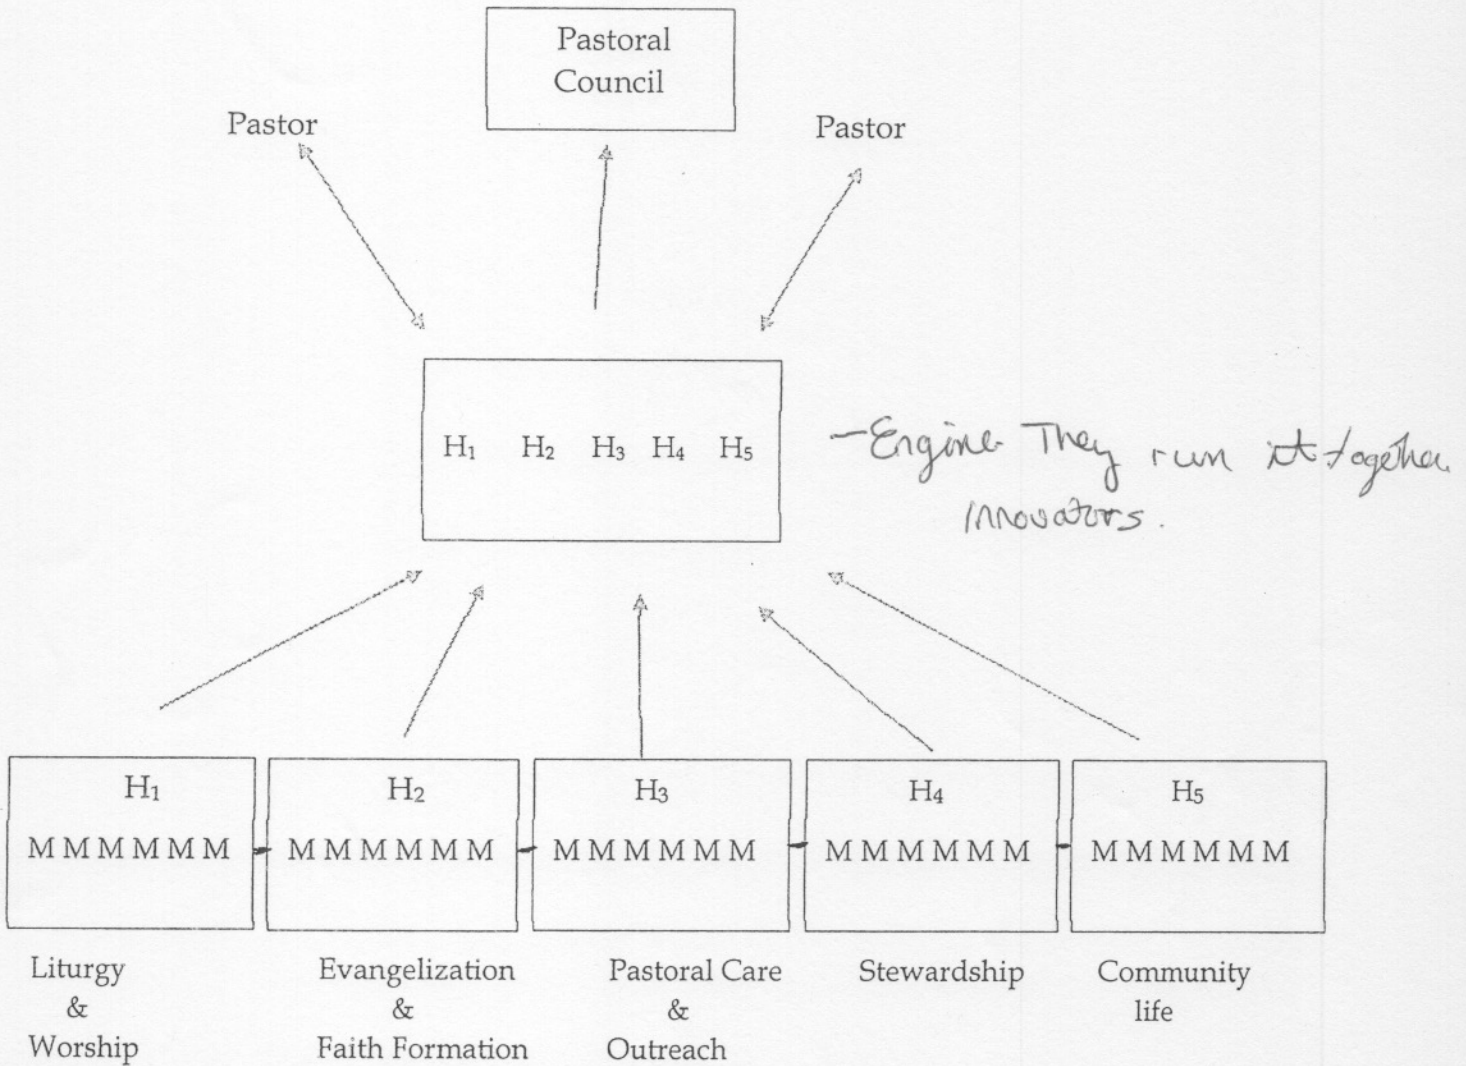 Pastoral
Council
Pastor
Pastor
H₁ H₂ H₃ H₄ H₅
-Engine They run it together
innovators.
H₁
M M M M M M
H₂
M M M M M M
H₃
M M M M M M
H₄
M M M M M M
H₅
M M M M M M
Liturgy
&
Worship
Evangelization
&
Faith Formation
Pastoral Care
&
Outreach
Stewardship
Community
life